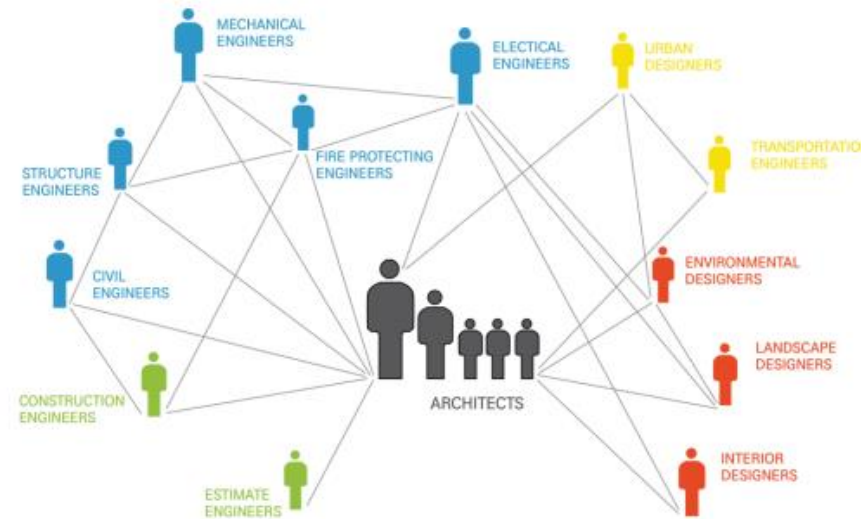 MECHANICAL
ENGINEERS
ELECTICAL
ENGINEERS
URBAN
DESIGNERS
STRUCTURE
ENGINEERS
FIRE PROTECTING
ENGINEERS
TRANSPORTATIO
ENGINEERS
CIVIL
ENGINEERS
ENVIRONMENTAL
DESIGNERS
LANDSCAPE
DESIGNERS
CONSTRUCTION
ENGINEERS
ARCHITECTS
INTERIOR
DESIGNERS
ESTIMATE
ENGINEERS